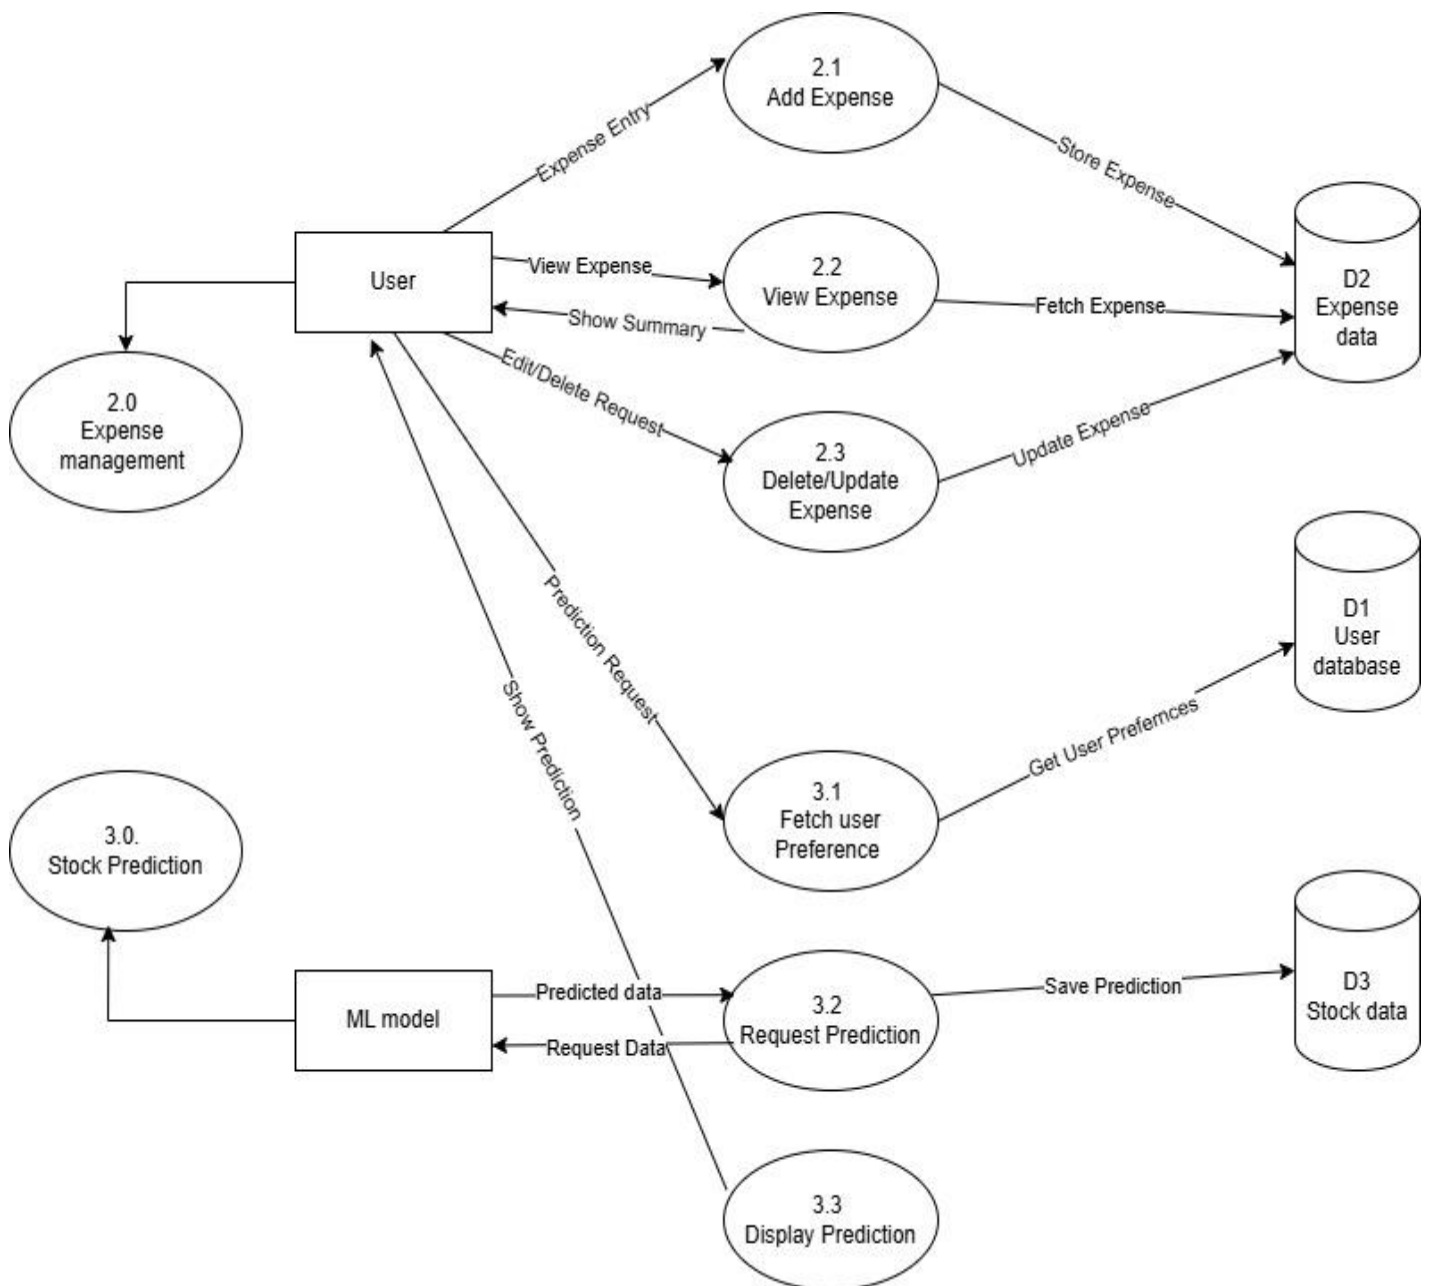 2.1
Add Expense
Expense Entry
Store Expense
User
View Expense
2.2
View Expense
Show Summary
Fetch Expense
D2
Expense
data
2.0
Expense
management
Edit/Delete Request
2.3
Delete/Update
Expense
Update Expense
Prediction Request
Show Prediction
D1
User
database
3.1
Fetch user
Preference
Get User Prefernces
3.0.
Stock Prediction
ML model
Predicted data
Request Data
3.2
Request Prediction
Save Prediction
D3
Stock data
3.3
Display Prediction